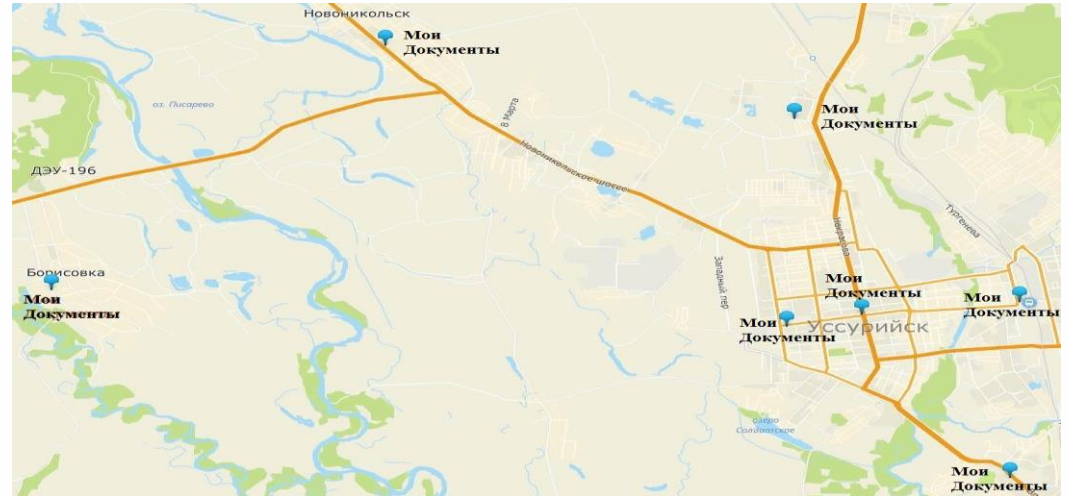 Новоникольск
Мои
Документы
оз. Писарево
8 Марта
Мои
Документы
Новоникольское шоссе
ДЭУ-196
Некрасова
Тургенева
Западный пер
Борисовка
Мои
Документы
Мои
Документы
Мои
Документы
Мои
Документы
Уссурийск
озеро
Солдатское
Мои
Документы